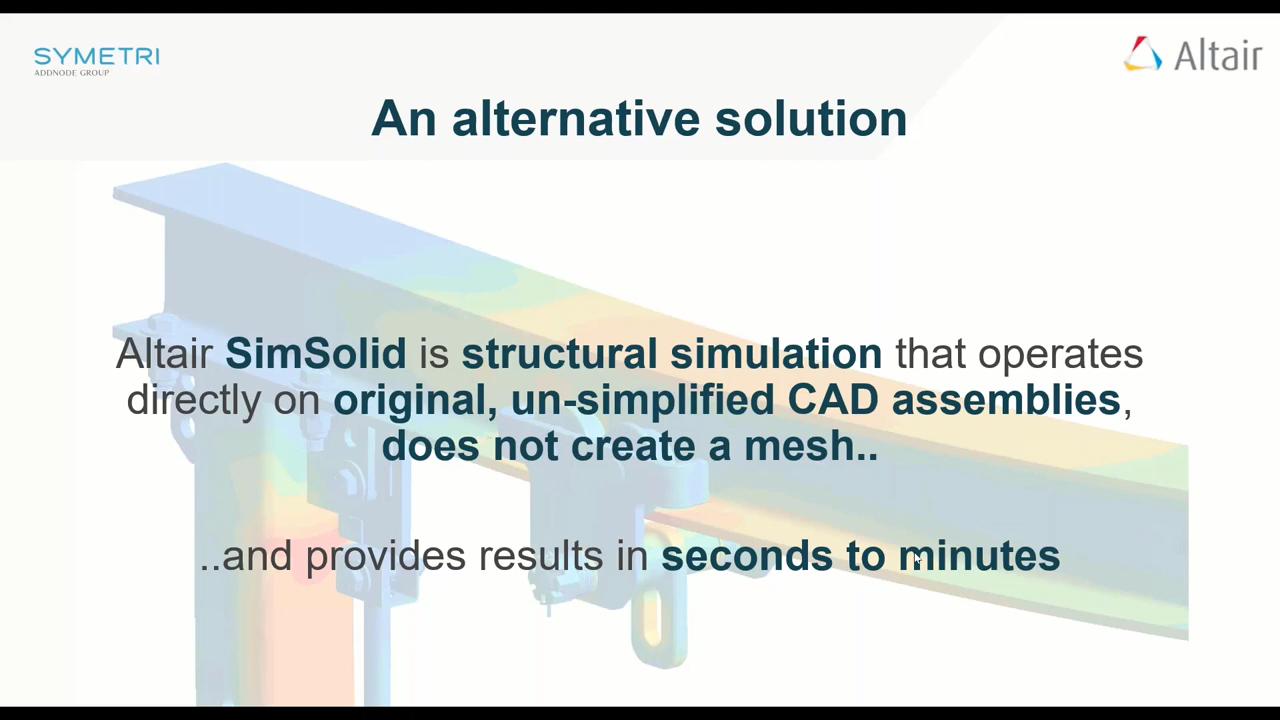 SYMETRI
ADDNODE GROUP
Altair
An alternative solution
Altair SimSolid is structural simulation that operates
directly on original, un-simplified CAD assemblies,
does not create a mesh..
..and provides results in seconds to minutes